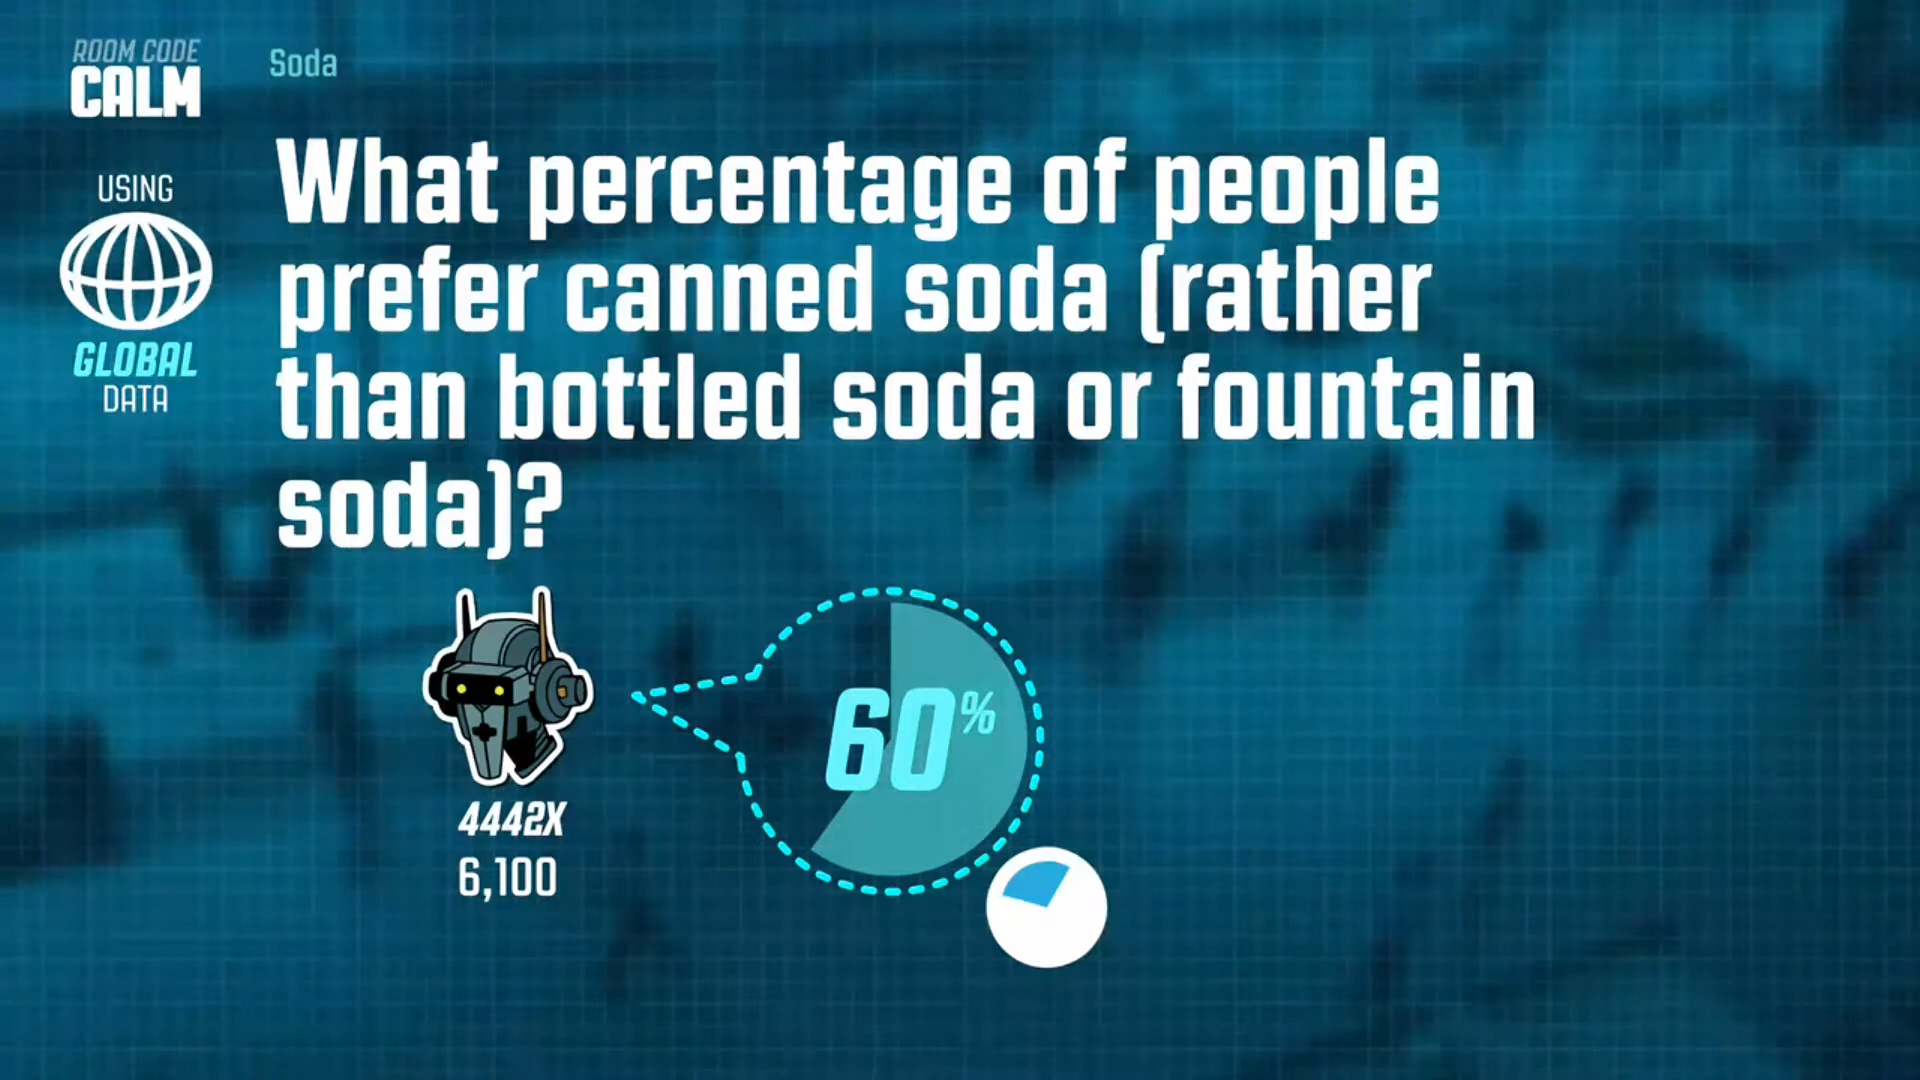 ROOM CODE
CALM
Soda
USING
GLOBAL
DATA
What percentage of people
prefer canned soda (rather
than bottled soda or fountain
soda)?
60%
4442X
6,100